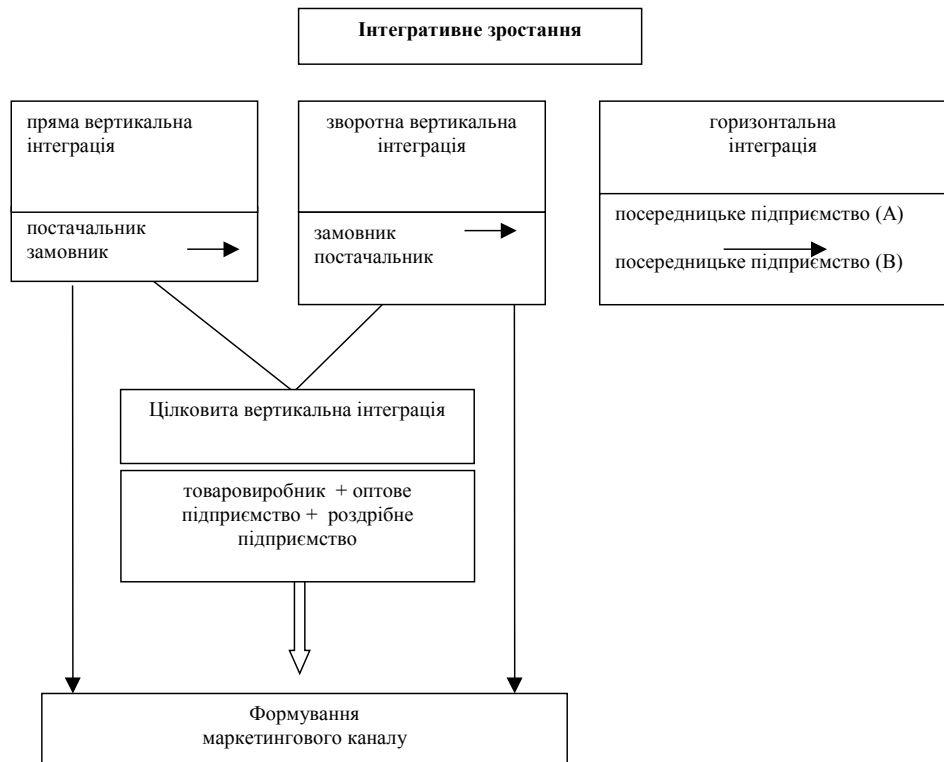 Інтегративне зростання
пряма вертикальна
інтеграція
зворотна вертикальна
інтеграція
горизонтальна
інтеграція
постачальник
замовник
замовник
постачальник
посередницьке підприємство (А)
посередницьке підприємство (В)
Цілковита вертикальна інтеграція
товаровиробник + оптове
підприємство + роздрібне
підприємство
Формування
маркетингового каналу